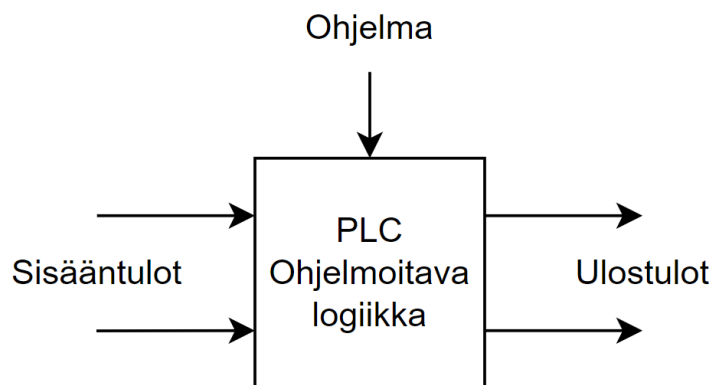 Ohjelma
PLC
Ohjelmoitava
logiikka
Sisääntulot
Ulostulot